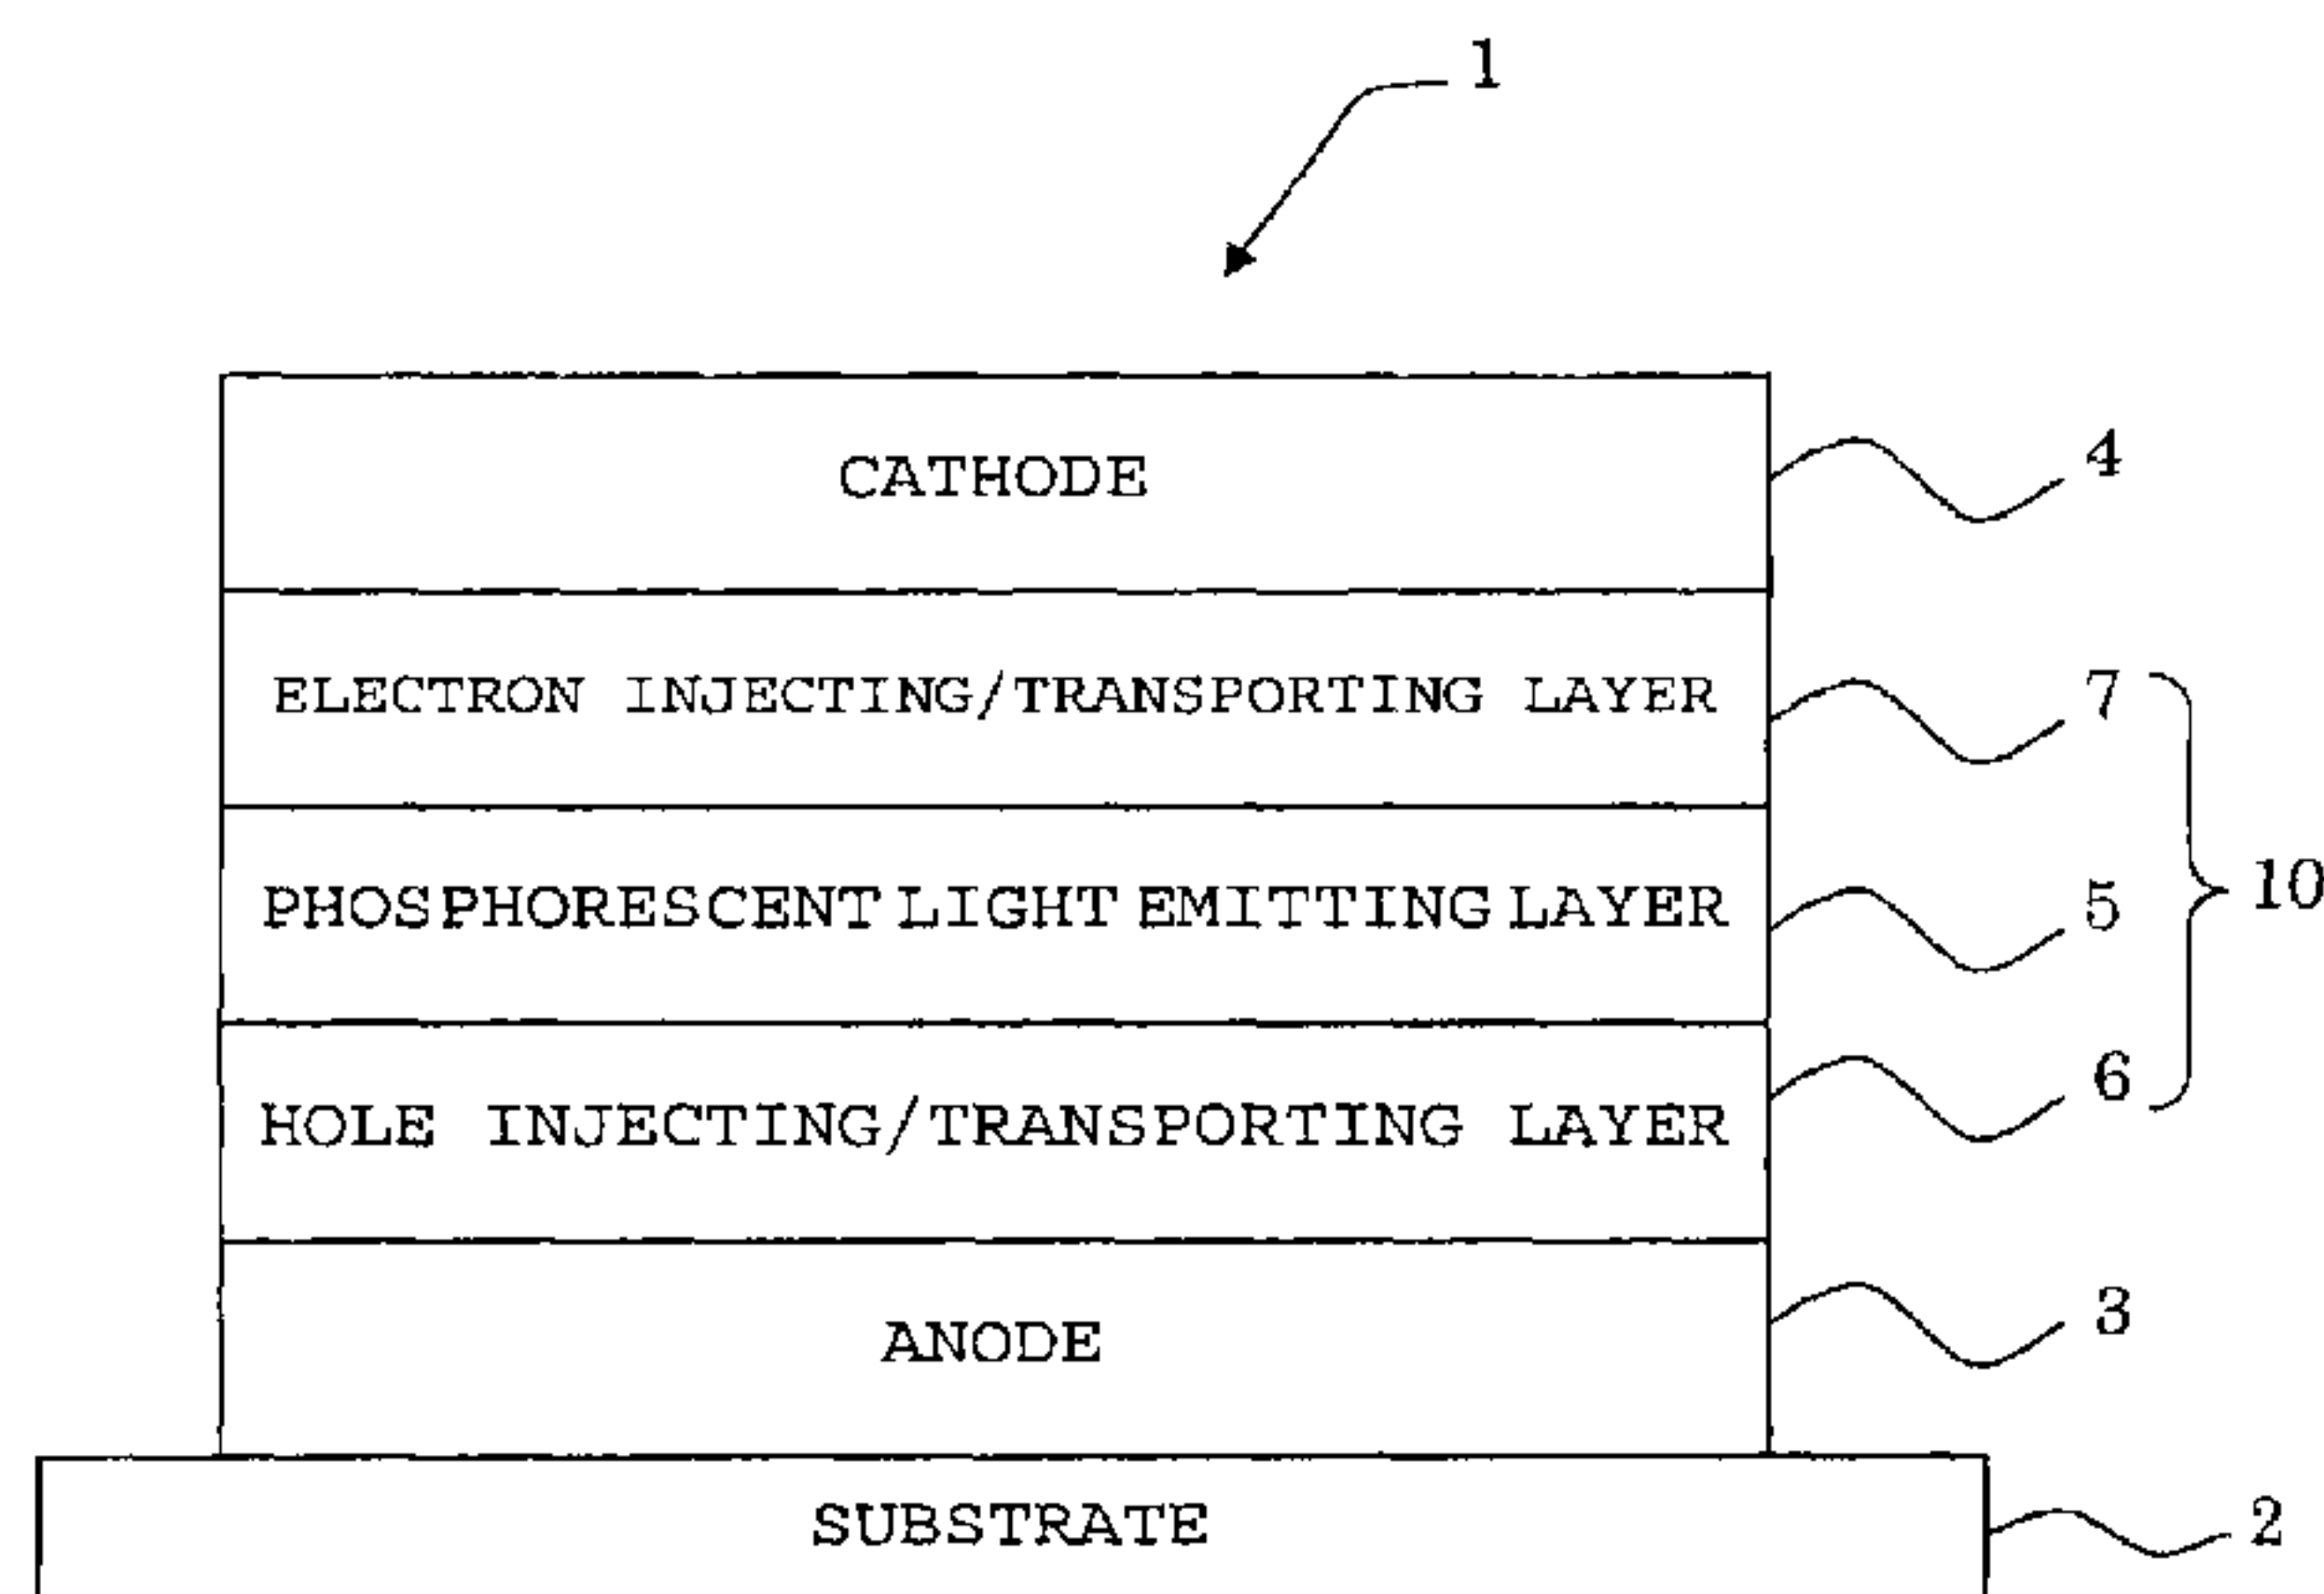 1
CATHODE 4
ELECTRON INJECTING/TRANSPORTING LAYER 7
PHOSPHORESCENT LIGHT EMITTING LAYER 5 10
HOLE INJECTING/TRANSPORTING LAYER 6
ANODE 3
SUBSTRATE 2